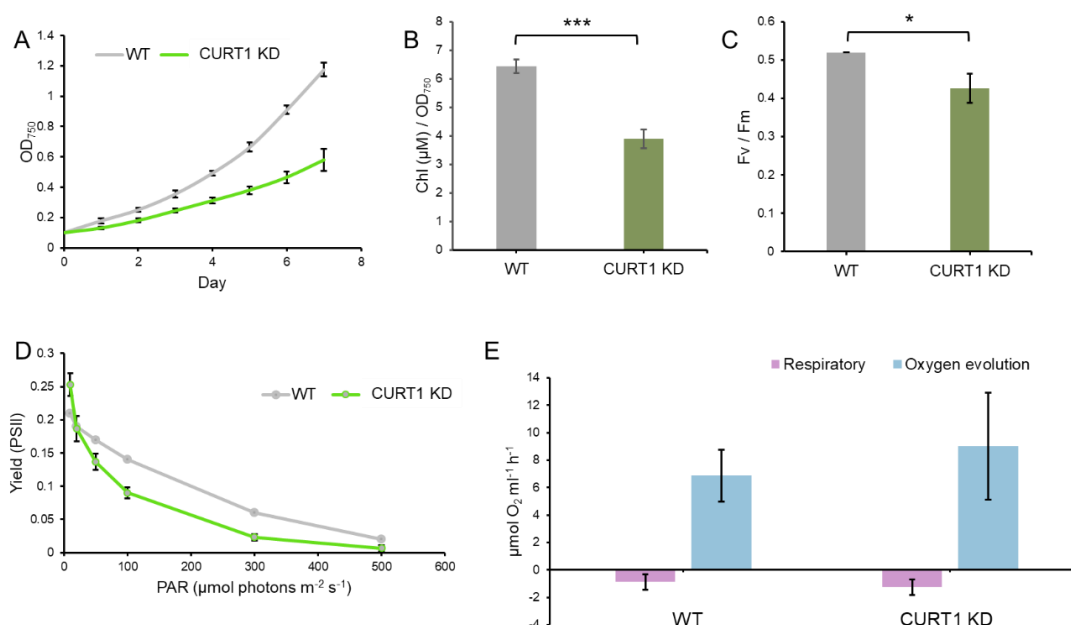 A
WT
CURT1 KD
OD750
1.4
1.2
1
0.8
0.6
0.4
0.2
0
0
2
4
6
8
Day
B
***
Chl (µM) / OD750
8
7
6
5
4
3
2
1
0
WT
CURT1 KD
C
*
Fv / Fm
0.6
0.5
0.4
0.3
0.2
0.1
0
WT
CURT1 KD
D
WT
CURT1 KD
Yield (PSII)
0.3
0.25
0.2
0.15
0.1
0.05
0
0
100
200
300
400
500
600
PAR (µmol photons m-2 s-1)
E
Respiratory
Oxygen evolution
µmol O2 ml-1 h-1
14
12
10
8
6
4
2
0
-2
-4
WT
CURT1 KD